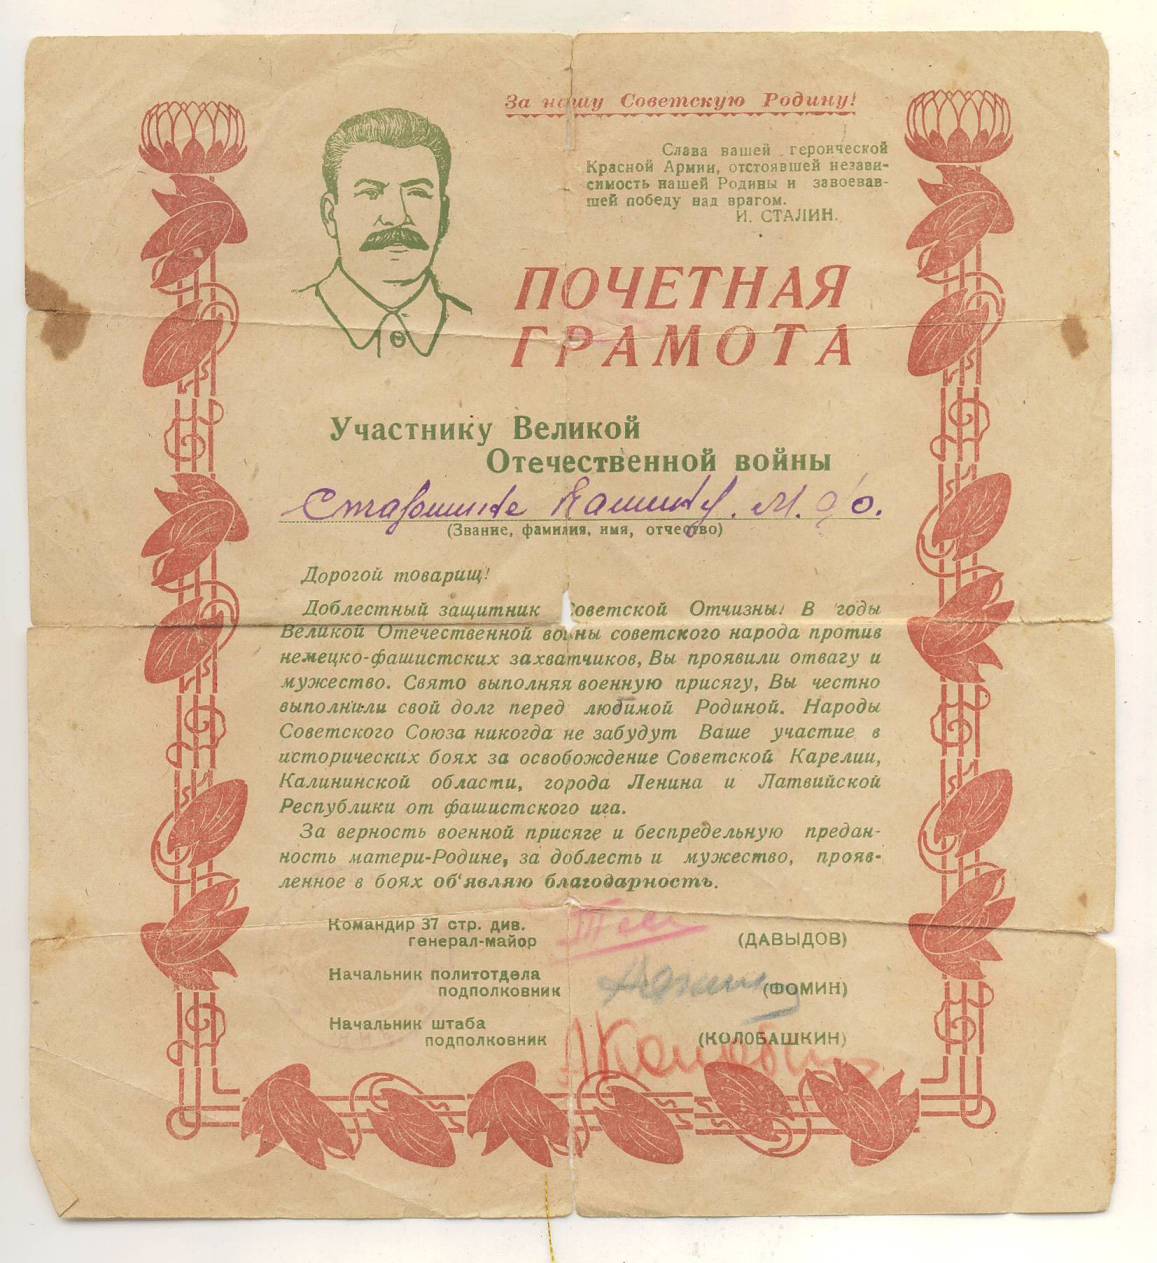 За нашу Советскую Родину!
Слава вашей героической
Красной Армии, отстоявшей незави-
симость нашей Родины и завоевав-
шей победу над врагом.
И. СТАЛИН.
ПОЧЕТНАЯ
ГРАМОТА
Участнику Великой
Отечественной войны
Старшине М.
(Звание, фамилия, имя, отчество)
Дорогой товарищ!
Доблестный защитник Советской Отчизны! В годы
Великой Отечественной войны советского народа против
немецко-фашистских захватчиков, Вы проявили отвагу и
мужество. Свято выполняя военную присягу, Вы честно
выполнили свой долг перед любимой Родиной. Народы
Советского Союза никогда не забудут Ваше участие в
исторических боях за освобождение Советской Карелии,
Калининской области, города Ленина и Латвийской
Республики от фашистского ига.
За верность военной присяге и беспредельную предан-
ность матери-Родине, за доблесть и мужество, прояв-
ленное в боях об'являю благодарность.
Командир 37 стр. див.
генерал-майор (ДАВЫДОВ)
Начальник политотдела
подполковник (ФОМИН)
Начальник штаба
подполковник (КОЛОБАШКИН)